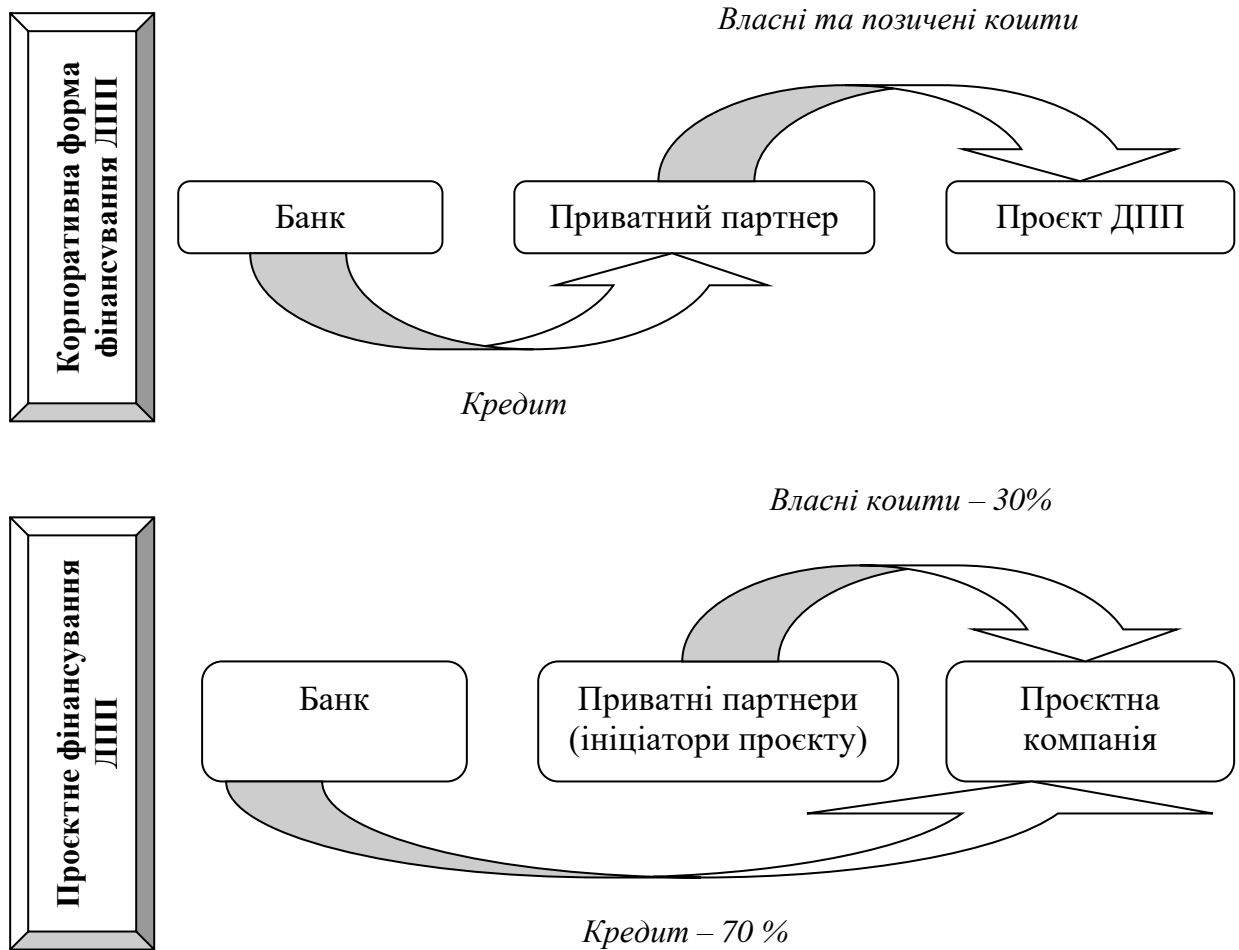 Корпоративна форма
фінансування ДПП
Власні та позичені кошти
Банк
Приватний партнер
Проєкт ДПП
Кредит
Проєктне фінансування
ДПП
Власні кошти – 30%
Банк
Приватні партнери
(ініціатори проєкту)
Проєктна
компанія
Кредит – 70 %